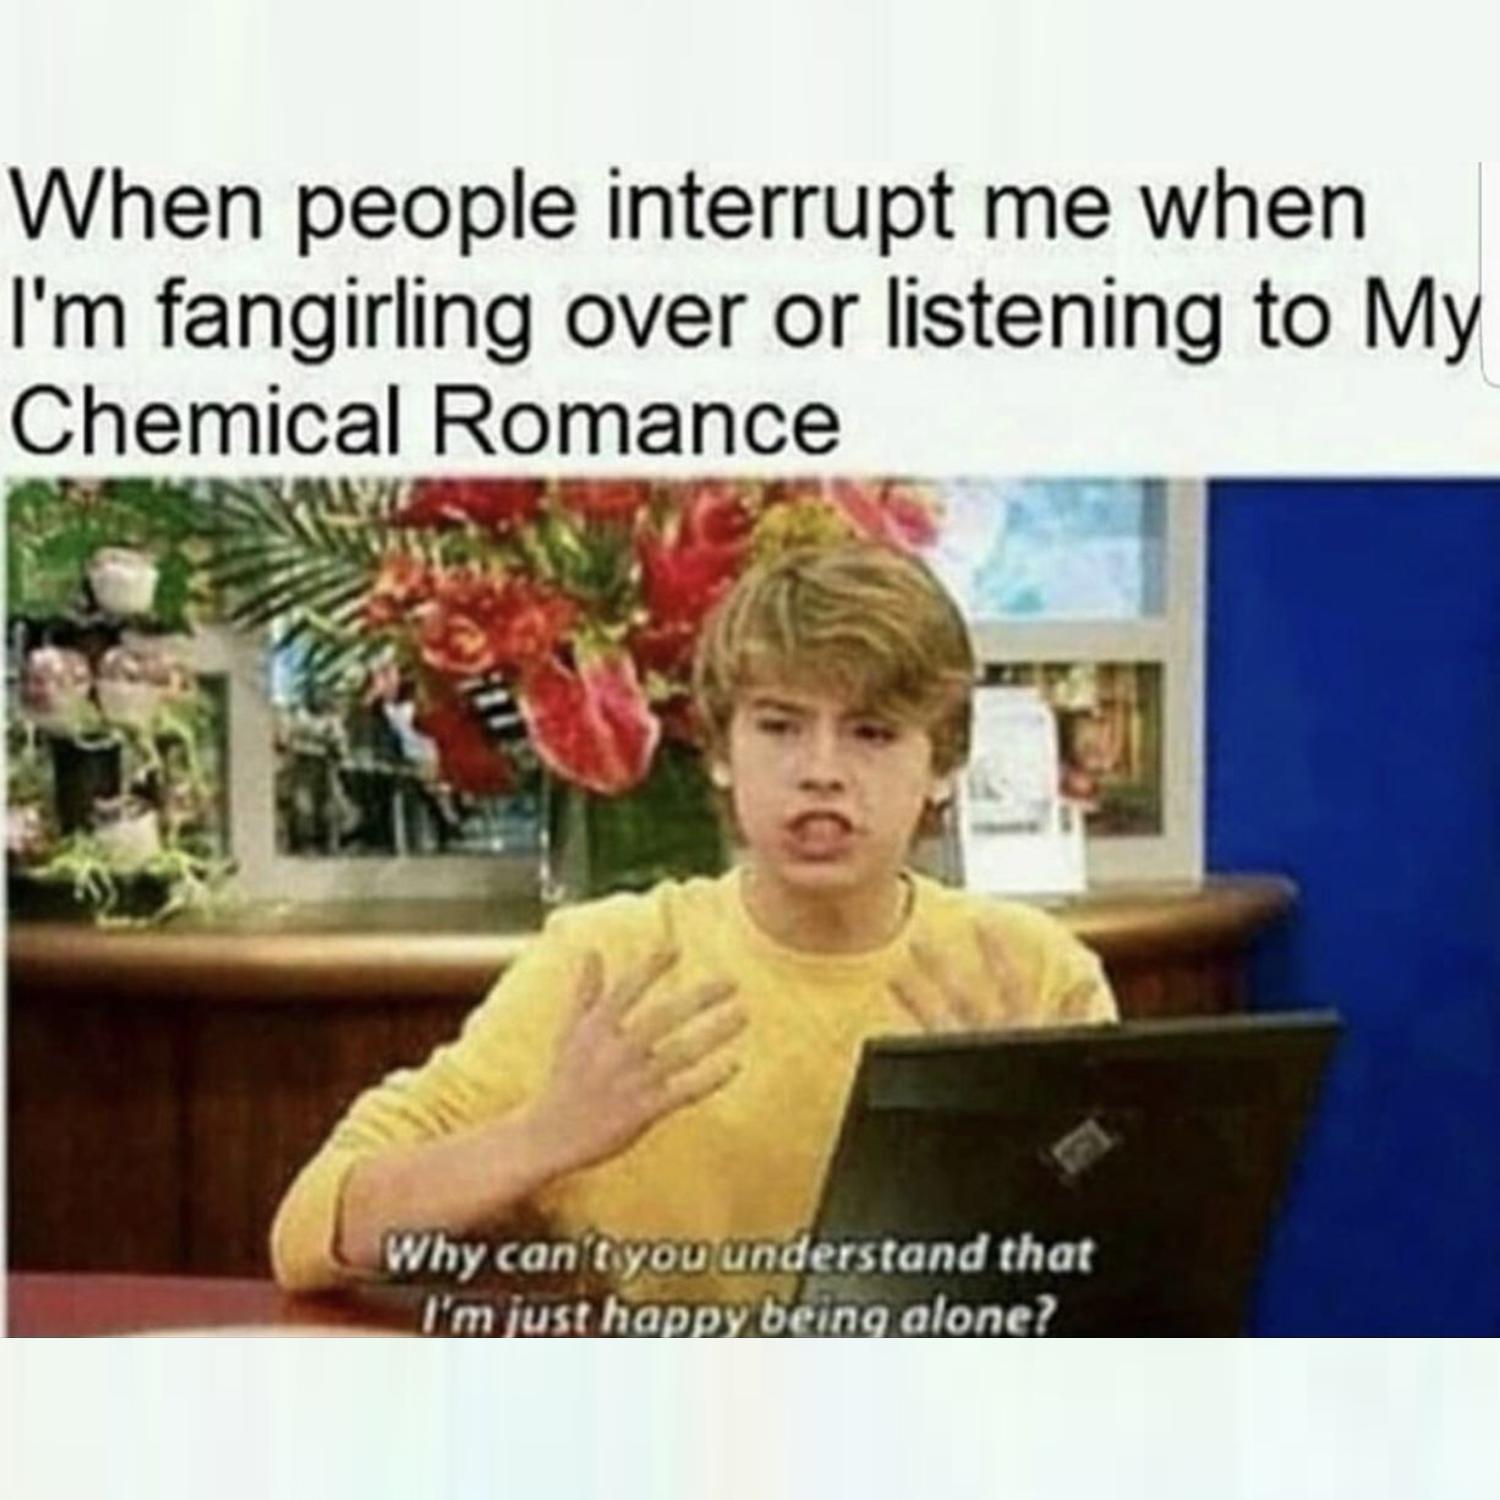 When people interrupt me when
I'm fangirling over or listening to My
Chemical Romance
Why can't you understand that
I'm just happy being alone?